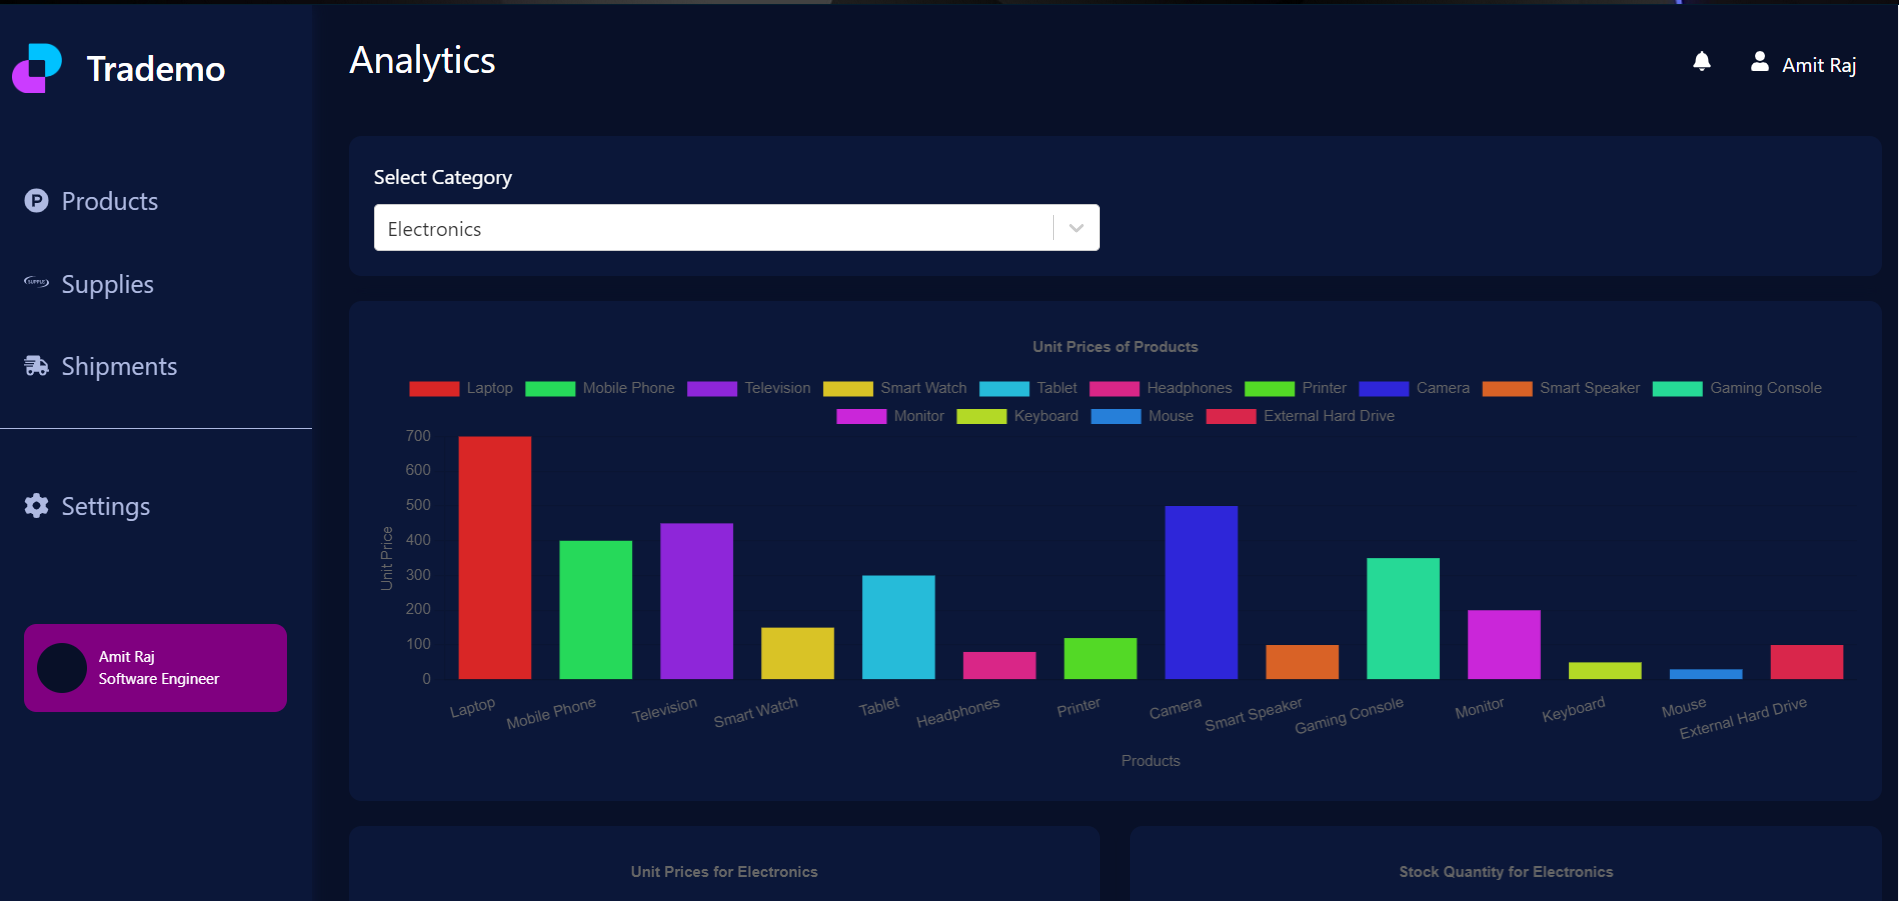 Trademo
Products
Supplies
Shipments
Settings
Amit Raj
Software Engineer
Analytics
Amit Raj
Select Category
Electronics
Unit Prices of Products
Laptop Mobile Phone Television Smart Watch Tablet Headphones Printer Camera Smart Speaker Gaming Console
Monitor Keyboard Mouse External Hard Drive
700
600
500
400
300
200
100
0
Unit Price
Laptop Mobile Phone Television Smart Watch Tablet Headphones Printer Camera Smart Speaker Gaming Console Monitor Keyboard Mouse External Hard Drive
Products
Unit Prices for Electronics
Stock Quantity for Electronics